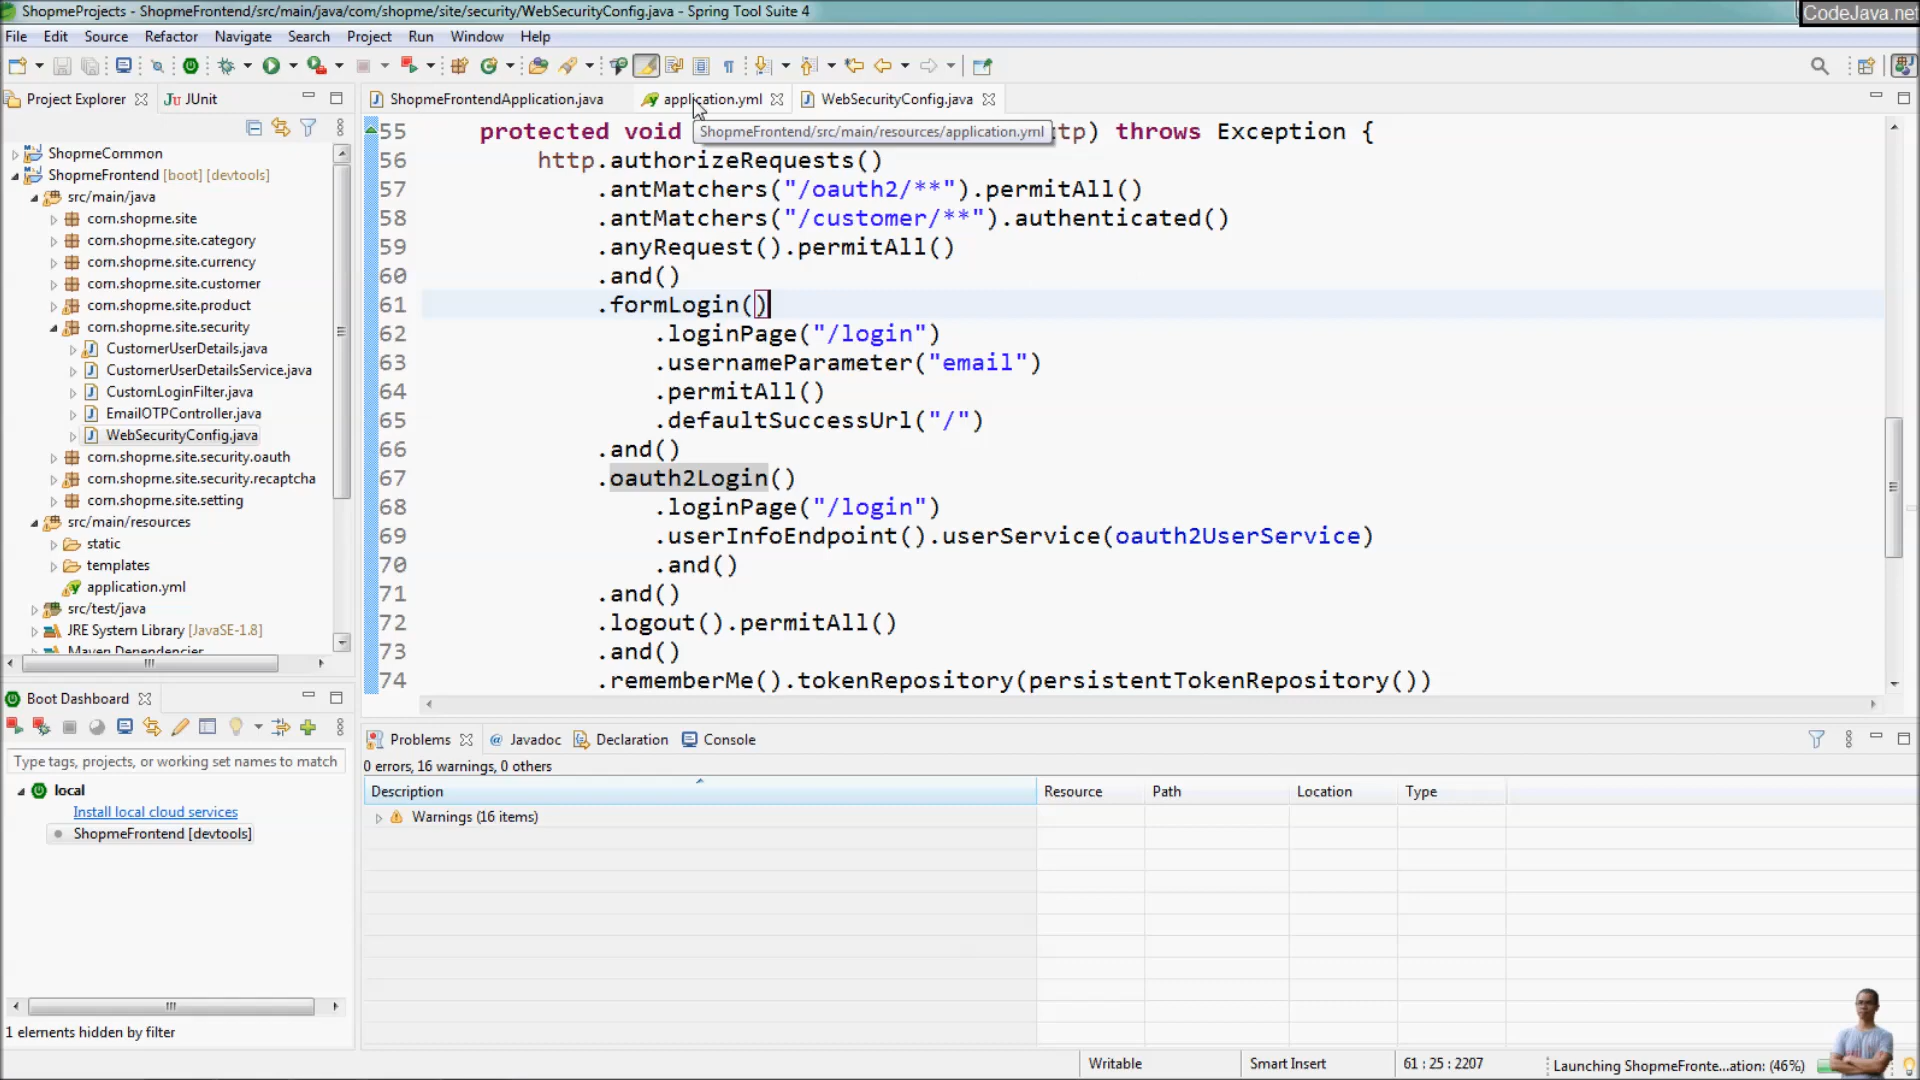 ShopmeProjects - ShopmeFrontend/src/main/java/com/shopme/site/security/WebSecurityConfig.java - Spring Tool Suite 4
CodeJava.net
File Edit Source Refactor Navigate Search Project Run Window Help
Project Explorer JUnit
ShopmeFrontendApplication.java application.yml WebSecurityConfig.java
ShopmeFrontend/src/main/resources/application.yml
ShopmeCommon
ShopmeFrontend [boot] [devtools]
src/main/java
com.shopme.site
com.shopme.site.category
com.shopme.site.currency
com.shopme.site.customer
com.shopme.site.product
com.shopme.site.security
CustomerUserDetails.java
CustomerUserDetailsService.java
CustomLoginFilter.java
EmailOTPController.java
WebSecurityConfig.java
com.shopme.site.security.oauth
com.shopme.site.security.recaptcha
com.shopme.site.setting
src/main/resources
static
templates
application.yml
src/test/java
JRE System Library [JavaSE-1.8]
Maven Dependencies
55 protected void tp) throws Exception {
56 http.authorizeRequests()
57 .antMatchers("/oauth2/**").permitAll()
58 .antMatchers("/customer/**").authenticated()
59 .anyRequest().permitAll()
60 .and()
61 .formLogin()
62 .loginPage("/login")
63 .usernameParameter("email")
64 .permitAll()
65 .defaultSuccessUrl("/")
66 .and()
67 .oauth2Login()
68 .loginPage("/login")
69 .userInfoEndpoint().userService(oauth2UserService)
70 .and()
71 .and()
72 .logout().permitAll()
73 .and()
74 .rememberMe().tokenRepository(persistentTokenRepository())
Boot Dashboard
Type tags, projects, or working set names to match
local
Install local cloud services
ShopmeFrontend [devtools]
1 elements hidden by filter
Problems Javadoc Declaration Console
0 errors, 16 warnings, 0 others
Description Resource Path Location Type
Warnings (16 items)
Writable Smart Insert 61 : 25 : 2207 Launching ShopmeFronte...ation: (46%)